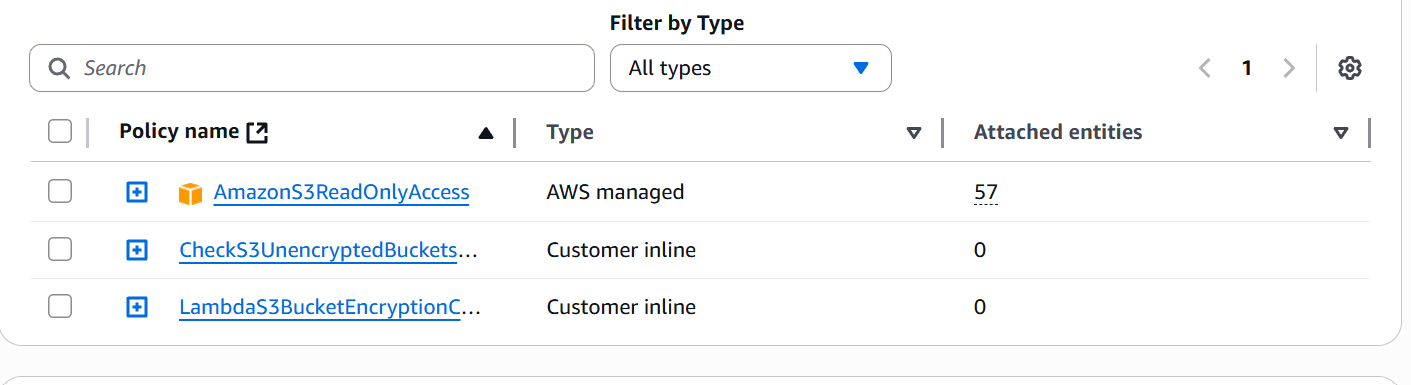 Filter by Type
Search
All types
1
Policy name
Type
Attached entities
AmazonS3ReadOnlyAccess
AWS managed
57
CheckS3UnencryptedBuckets...
Customer inline
0
LambdaS3BucketEncryptionC...
Customer inline
0